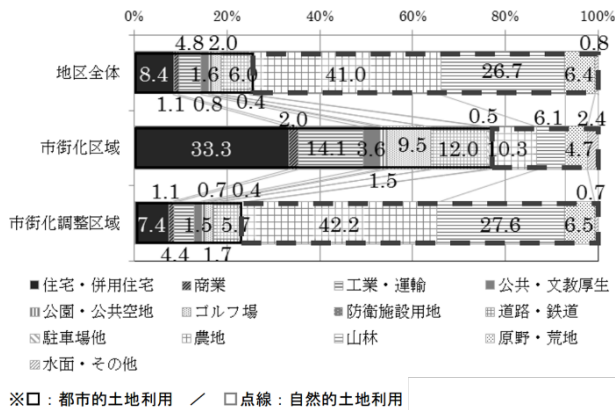 0% 20% 40% 60% 80% 100%
4.8 2.0 0.8
地区全体 8.4 1.6 6.0 41.0 26.7 6.4
1.1 0.8 0.4
2.0 0.5 6.1 2.4
市街化区域 33.3 14.1 3.6 9.5 12.0 10.3 4.7
1.5
1.1 0.7 0.4 0.7
市街化調整区域 7.4 1.5 5.7 42.2 27.6 6.5
4.4 1.7
住宅・併用住宅 商業 工業・運輸 公共・文教厚生
公園・公共空地 ゴルフ場 防衛施設用地 道路・鉄道
駐車場他 農地 山林 原野・荒地
水面・その他
※□：都市的土地利用 ／ □点線：自然的土地利用